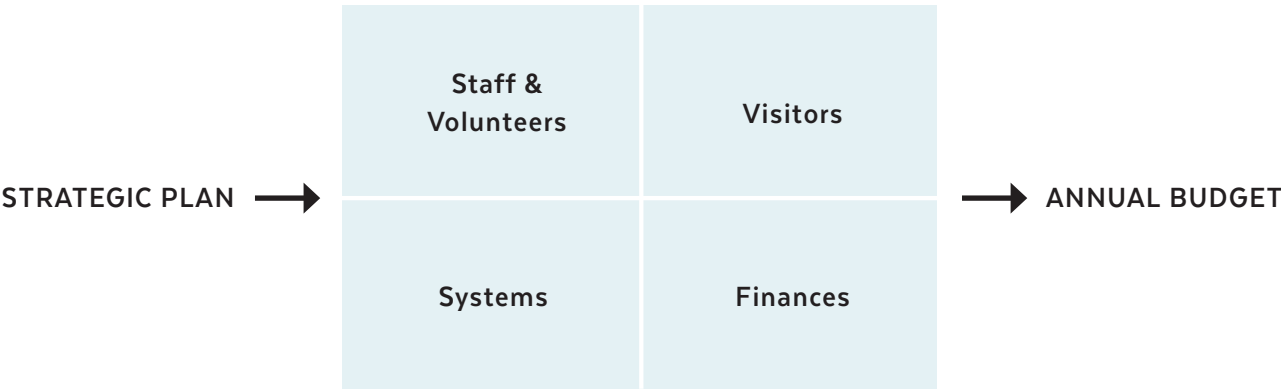 Staff &
Volunteers
Visitors
STRATEGIC PLAN
ANNUAL BUDGET
Systems
Finances